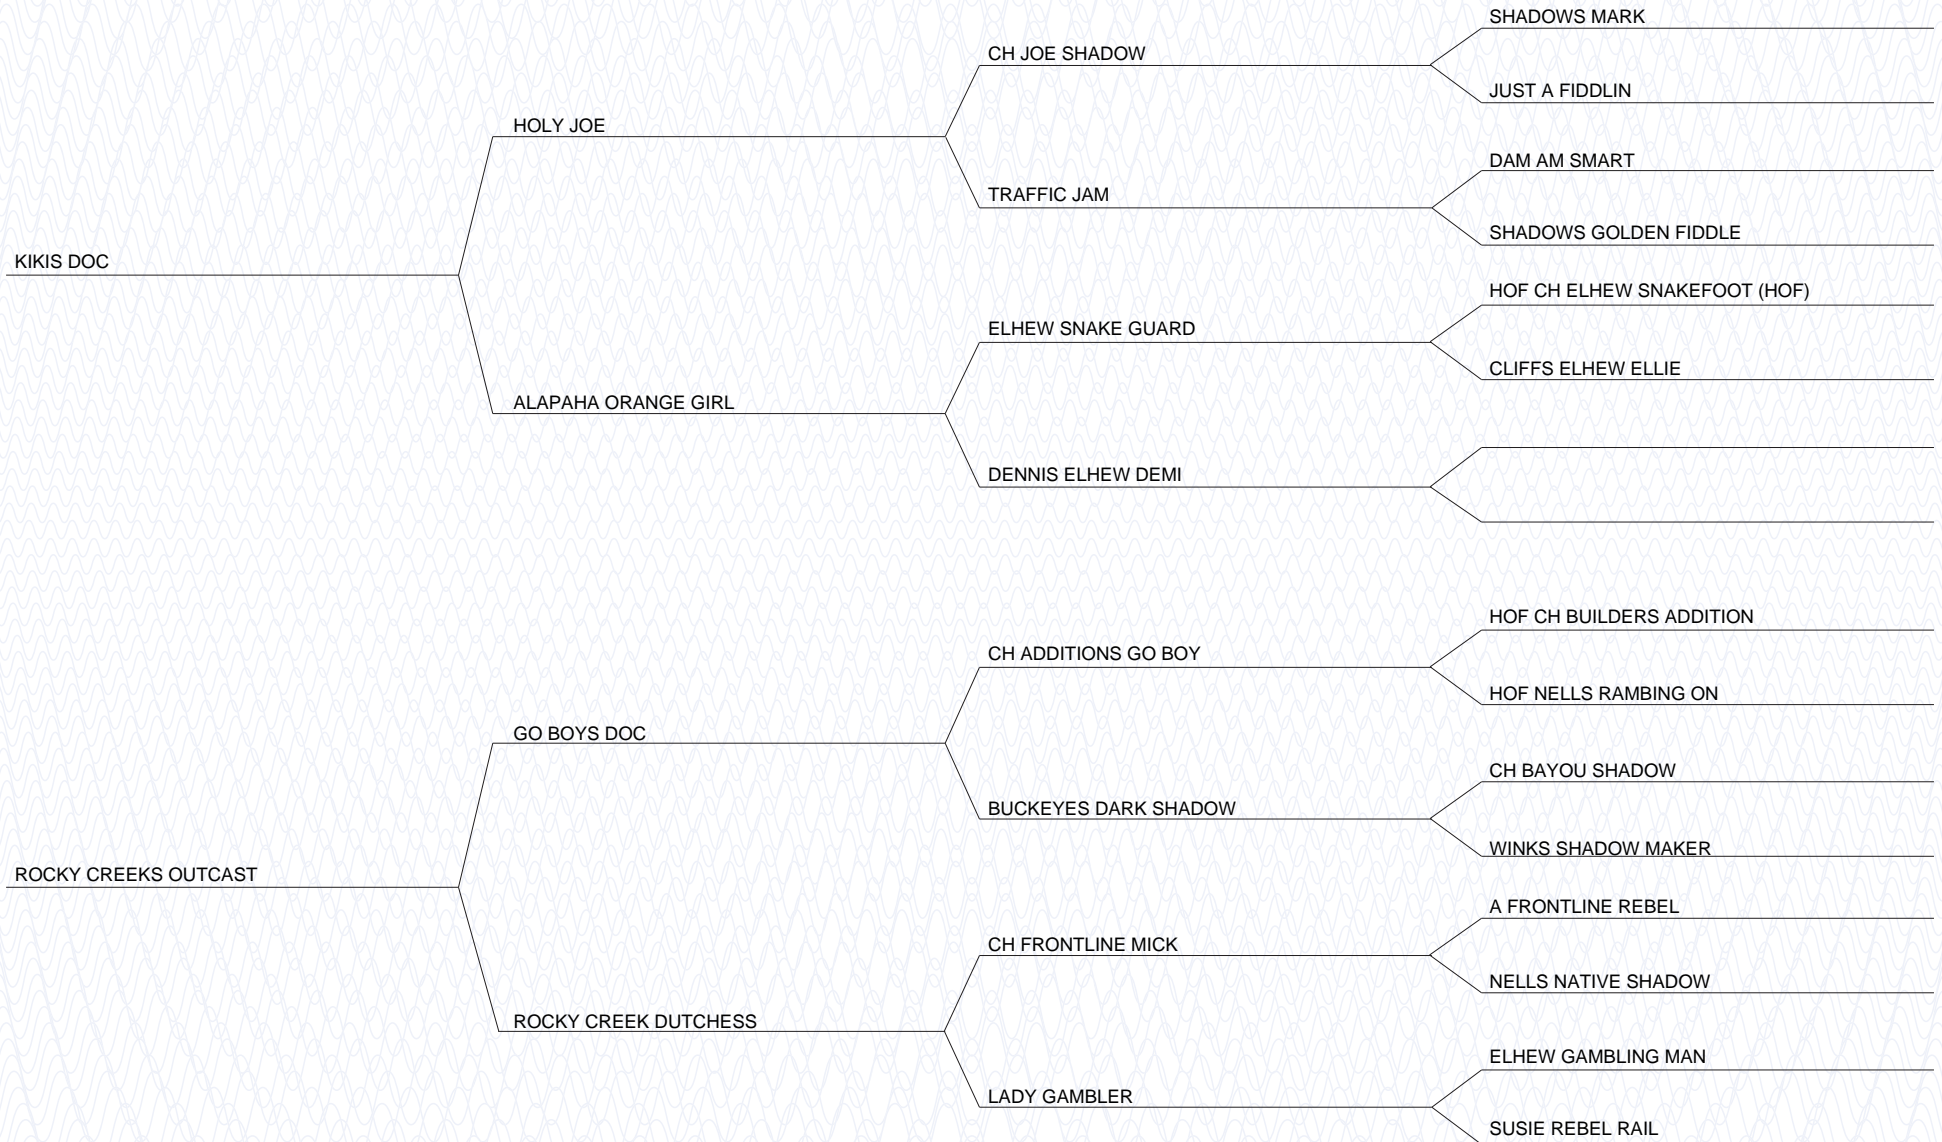 SHADOWS MARK
CH JOE SHADOW
JUST A FIDDLIN
HOLY JOE
DAM AM SMART
TRAFFIC JAM
SHADOWS GOLDEN FIDDLE
KIKIS DOC
HOF CH ELHEW SNAKEFOOT (HOF)
ELHEW SNAKE GUARD
CLIFFS ELHEW ELLIE
ALAPAHA ORANGE GIRL
DENNIS ELHEW DEMI
HOF CH BUILDERS ADDITION
CH ADDITIONS GO BOY
HOF NELLS RAMBING ON
GO BOYS DOC
CH BAYOU SHADOW
BUCKEYES DARK SHADOW
WINKS SHADOW MAKER
ROCKY CREEKS OUTCAST
A FRONTLINE REBEL
CH FRONTLINE MICK
NELLS NATIVE SHADOW
ROCKY CREEK DUTCHESS
ELHEW GAMBLING MAN
LADY GAMBLER
SUSIE REBEL RAIL